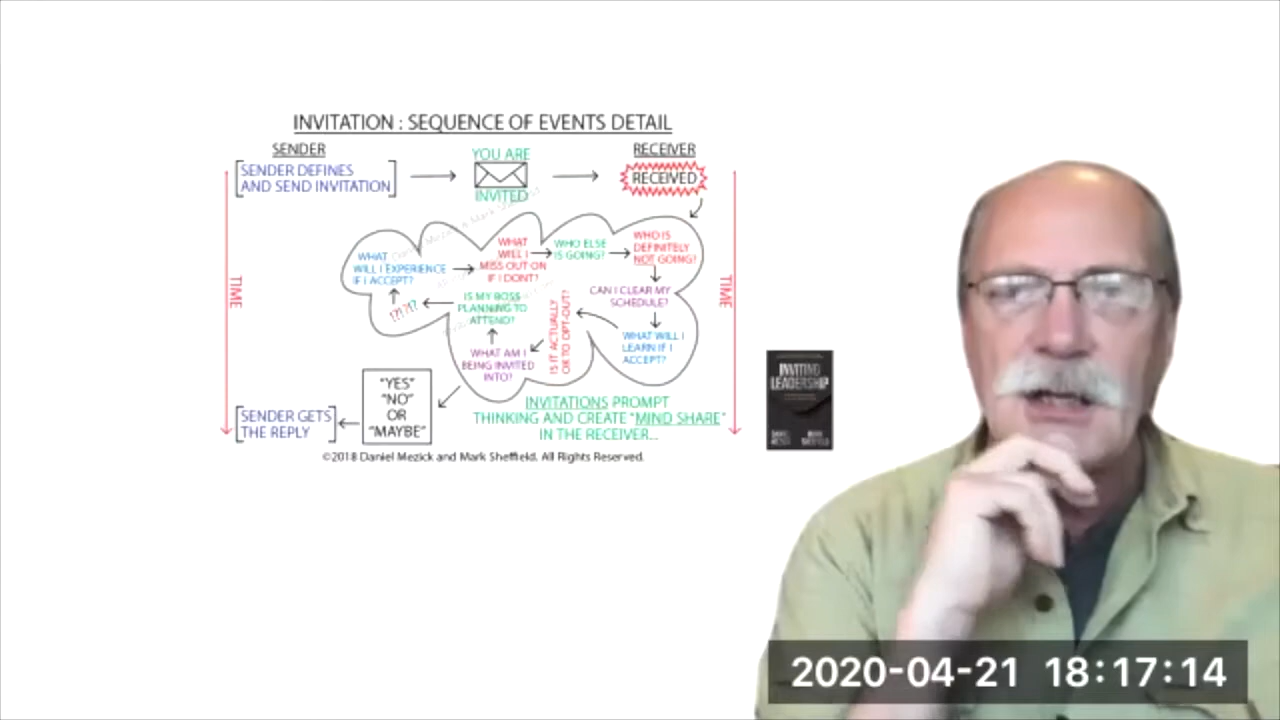 INVITATION : SEQUENCE OF EVENTS DETAIL
SENDER
YOU ARE
RECEIVER
SENDER DEFINES
AND SEND INVITATION
INVITED
RECEIVED
TIME
WHAT
WILL I EXPERIENCE
IF I ACCEPT?
WHAT
WILL I
MISS OUT ON
IF I DONT?
WHO ELSE
IS GOING?
WHO IS
DEFINITELY
NOT GOING?
CAN I CLEAR MY
SCHEDULE?
WHAT WILL I
LEARN IF I
ACCEPT?
IS IT ACTUALLY
OK TO OPT-OUT?
WHAT AM I
BEING INVITED
INTO?
IS MY BOSS
PLANNING TO
ATTEND?
TIME
"YES"
"NO"
OR
"MAYBE"
SENDER GETS
THE REPLY
INVITATIONS PROMPT
THINKING AND CREATE "MIND SHARE"
IN THE RECEIVER...
©2018 Daniel Mezick and Mark Sheffield. All Rights Reserved.
INVITING
LEADERSHIP
2020-04-21 18:17:14